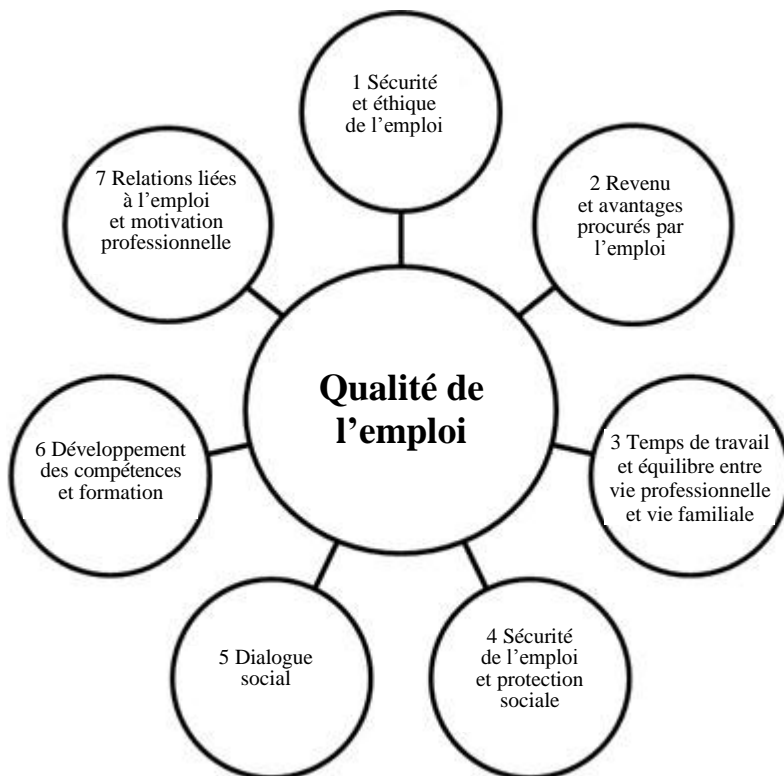 1 Sécurité
et éthique
de l’emploi
2 Revenu
et avantages
procurés par
l’emploi
3 Temps de travail
et équilibre entre
vie professionnelle
et vie familiale
4 Sécurité
de l’emploi
et protection
sociale
5 Dialogue
social
6 Développement
des compétences
et formation
7 Relations liées
à l’emploi
et motivation
professionnelle
Qualité de
l’emploi